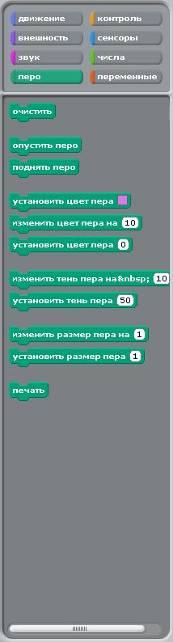 движение контроль
внешность сенсоры
звук числа
перо переменные
очистить
опустить перо
поднять перо
установить цвет пера
изменить цвет пера на 10
установить цвет пера 0
изменить тень пера на&nbsp; 10
установить тень пера 50
изменить размер пера на 1
установить размер пера 1
печать